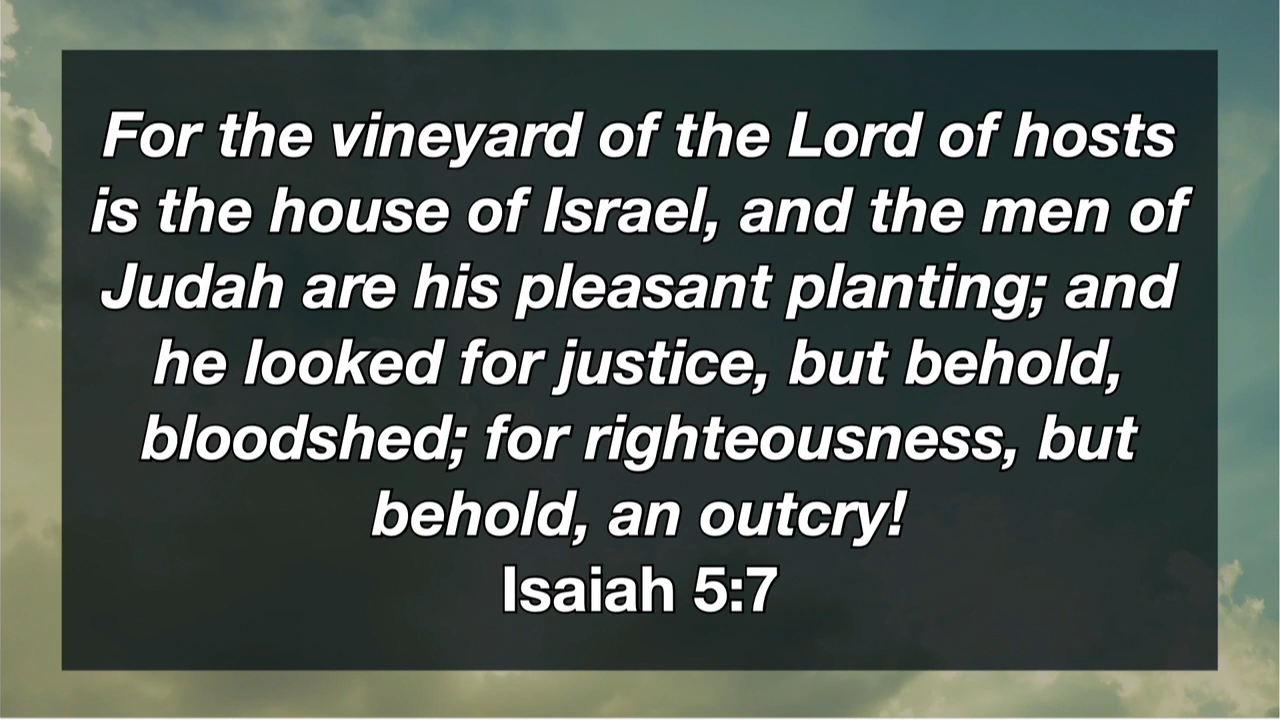 For the vineyard of the Lord of hosts
is the house of Israel, and the men of
Judah are his pleasant planting; and
he looked for justice, but behold,
bloodshed; for righteousness, but
behold, an outcry!
Isaiah 5:7